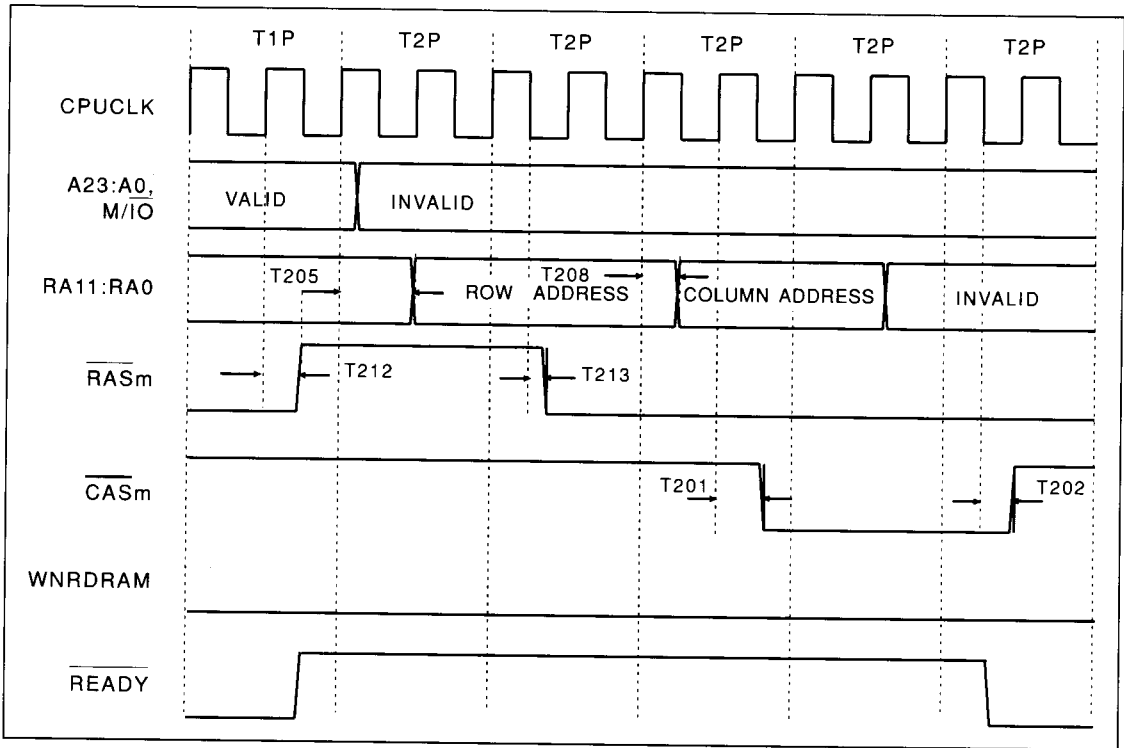 T1P T2P T2P T2P T2P T2P
CPUCLK
A23:A0,
M/IO
VALID INVALID
RA11:RA0
T205
ROW ADDRESS
T208
COLUMN ADDRESS
INVALID
RASm
T212
T213
CASm
T201
T202
WNRDRAM
READY